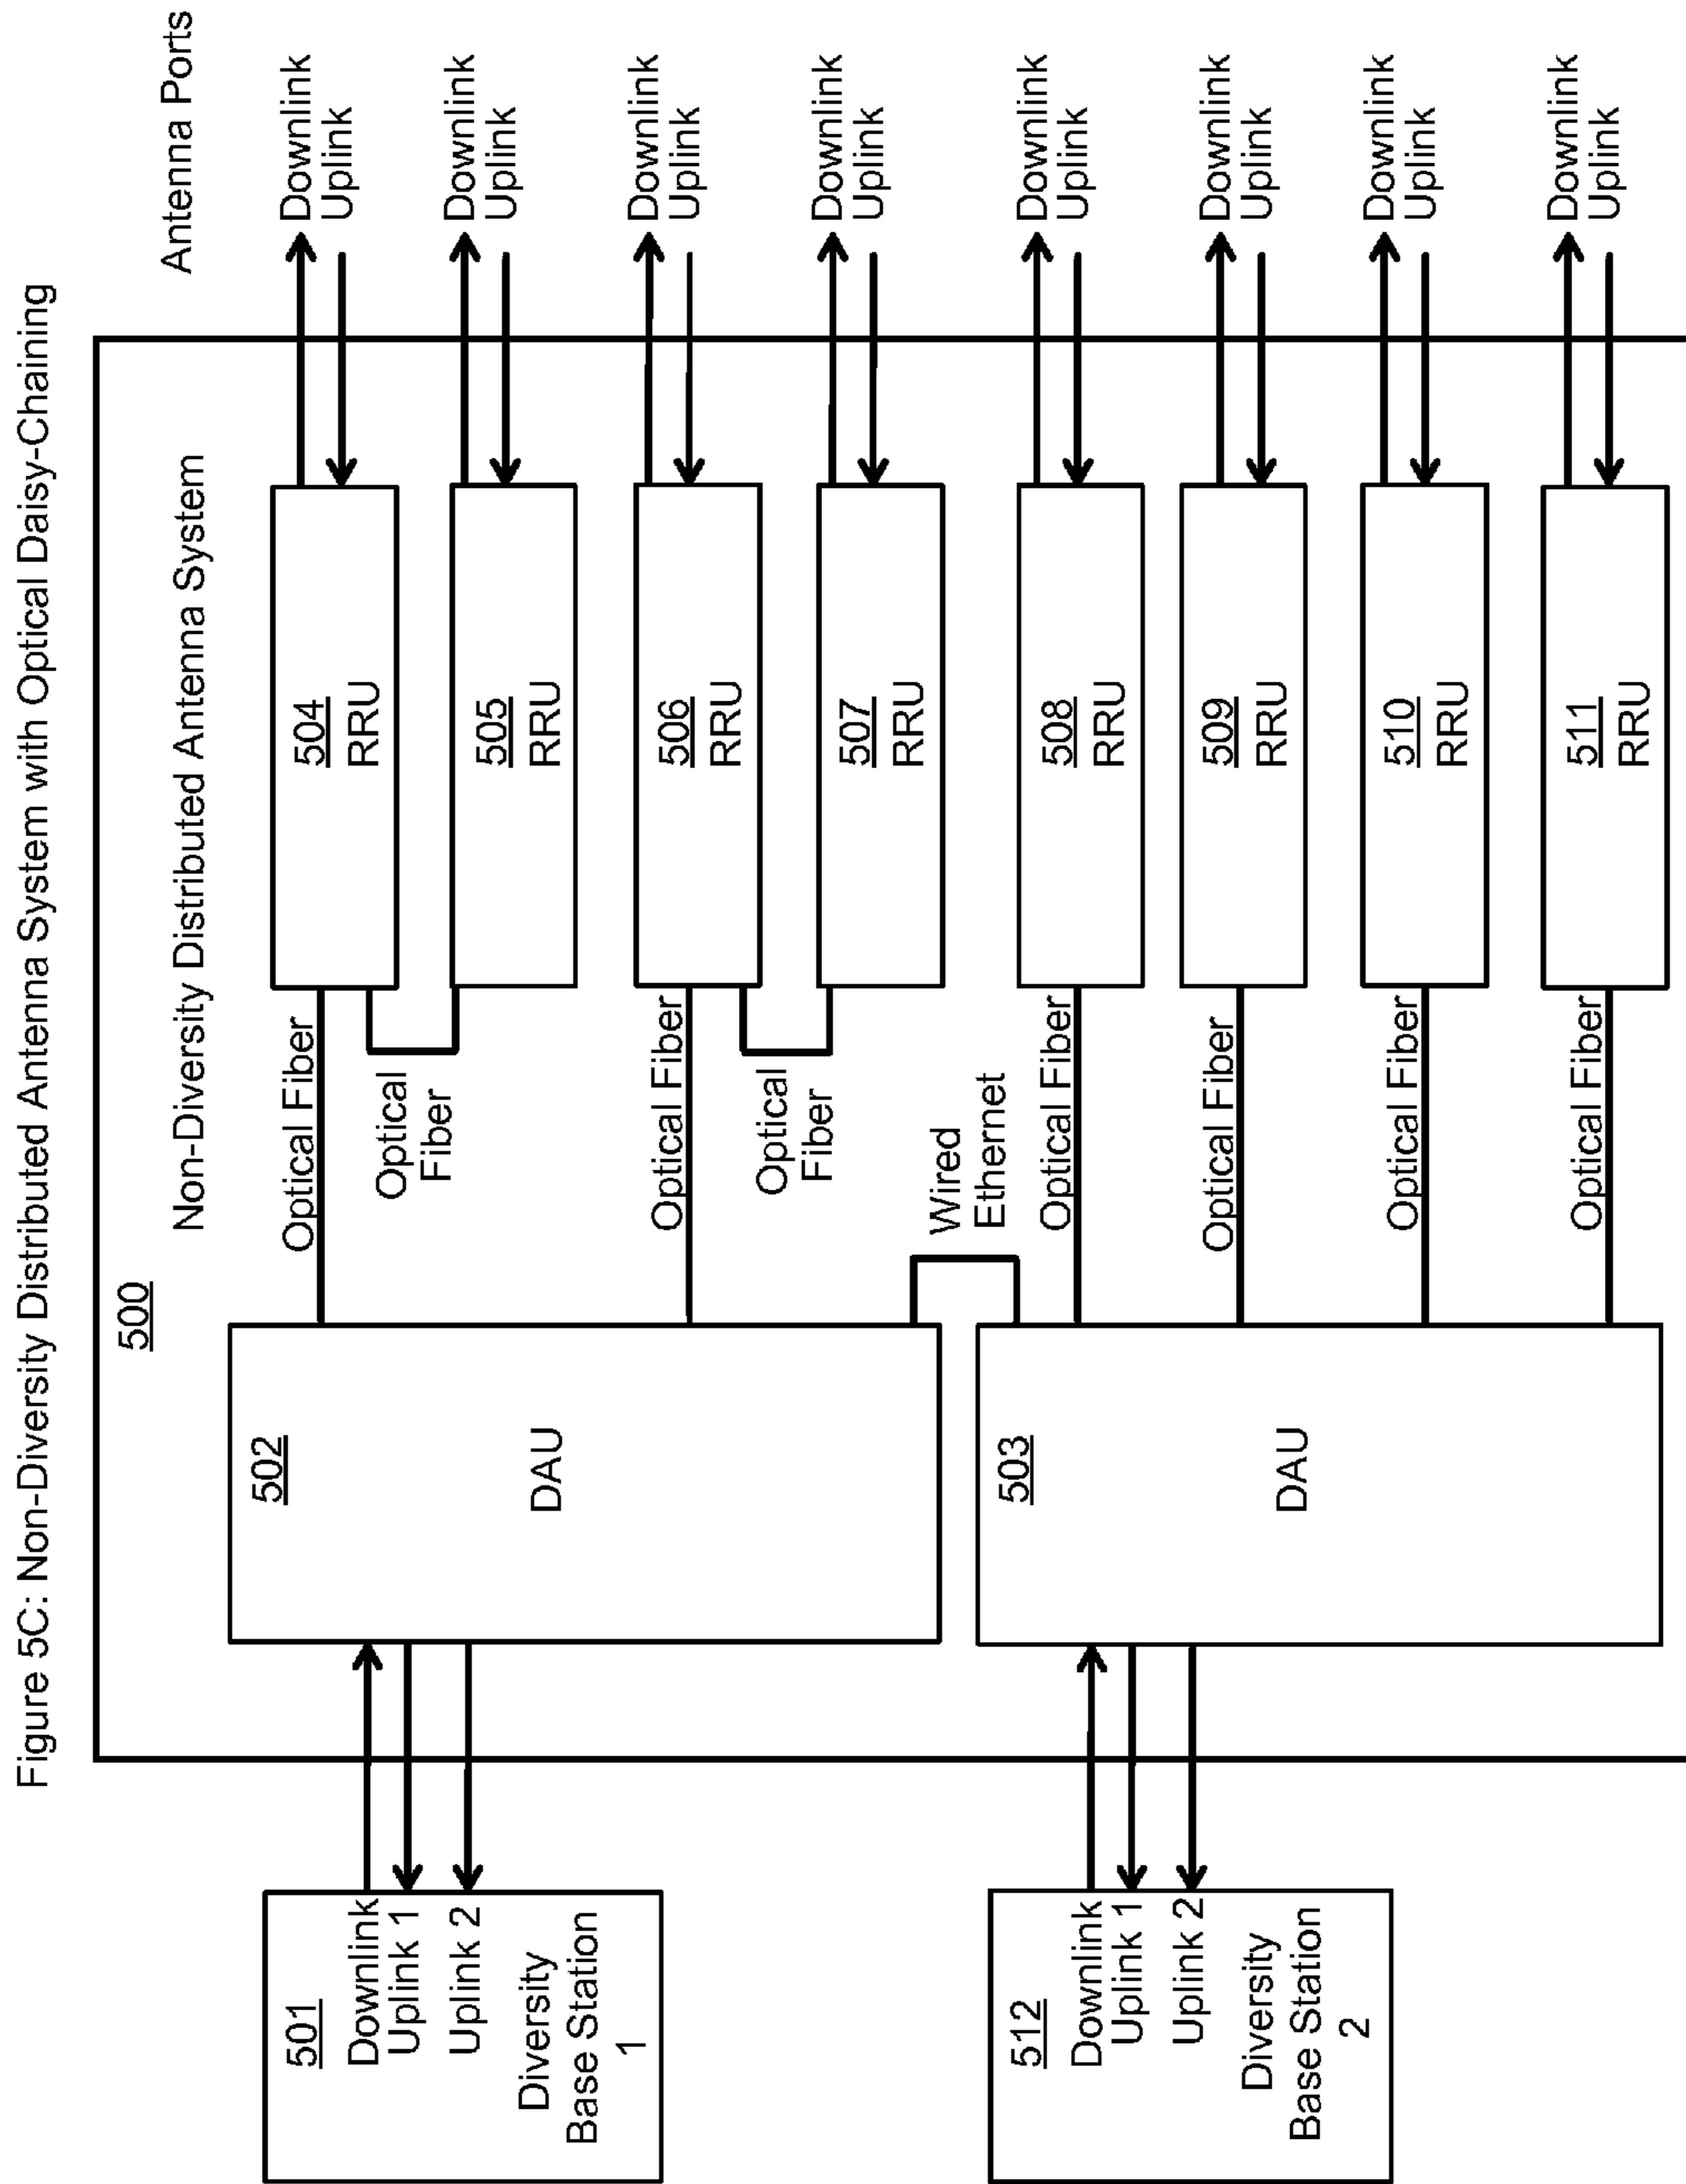 Figure 5C: Non-Diversity Distributed Antenna System with Optical Daisy-Chaining
Antenna Ports
500
Non-Diversity Distributed Antenna System
501
Downlink
Uplink 1
Uplink 2
Diversity
Base Station
1
502
DAU
Optical Fiber
504
RRU
Downlink
Uplink
Optical
Fiber
505
RRU
Downlink
Uplink
Optical Fiber
506
RRU
Downlink
Uplink
Optical
Fiber
507
RRU
Downlink
Uplink
Wired
Ethernet
512
Downlink
Uplink 1
Uplink 2
Diversity
Base Station
2
503
DAU
Optical Fiber
508
RRU
Downlink
Uplink
Optical Fiber
509
RRU
Downlink
Uplink
Optical Fiber
510
RRU
Downlink
Uplink
Optical Fiber
511
RRU
Downlink
Uplink